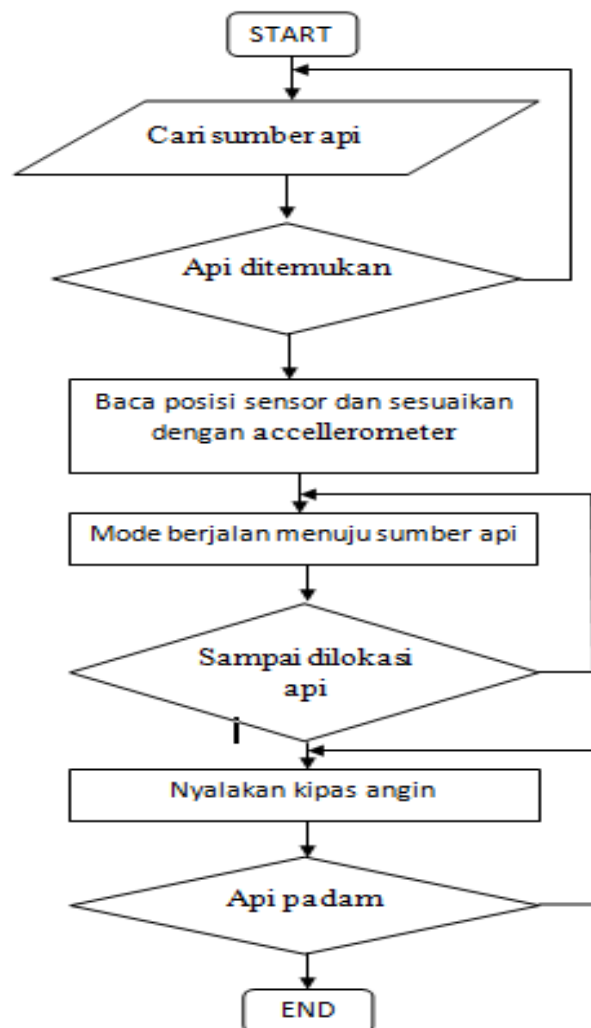 START
Cari sumber api
Api ditemukan
Baca posisi sensor dan sesuaikan
dengan accellerometer
Mode berjalan menuju sumber api
Sampai dilokasi
api
i
Nyalakan kipas angin
Api padam
END